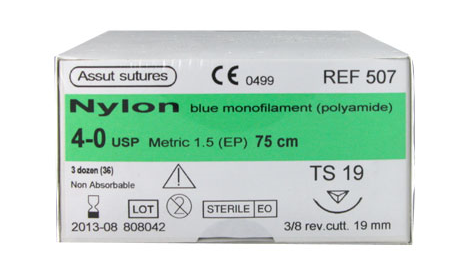 Assut sutures CE 0499 REF 507
Nylon blue monofilament (polyamide)
4-0 USP Metric 1.5 (EP) 75 cm
3 dozen (36) TS 19
Non Absorbable
LOT 2 STERILE EO
2013-08 808042 3/8 rev.cutt. 19 mm